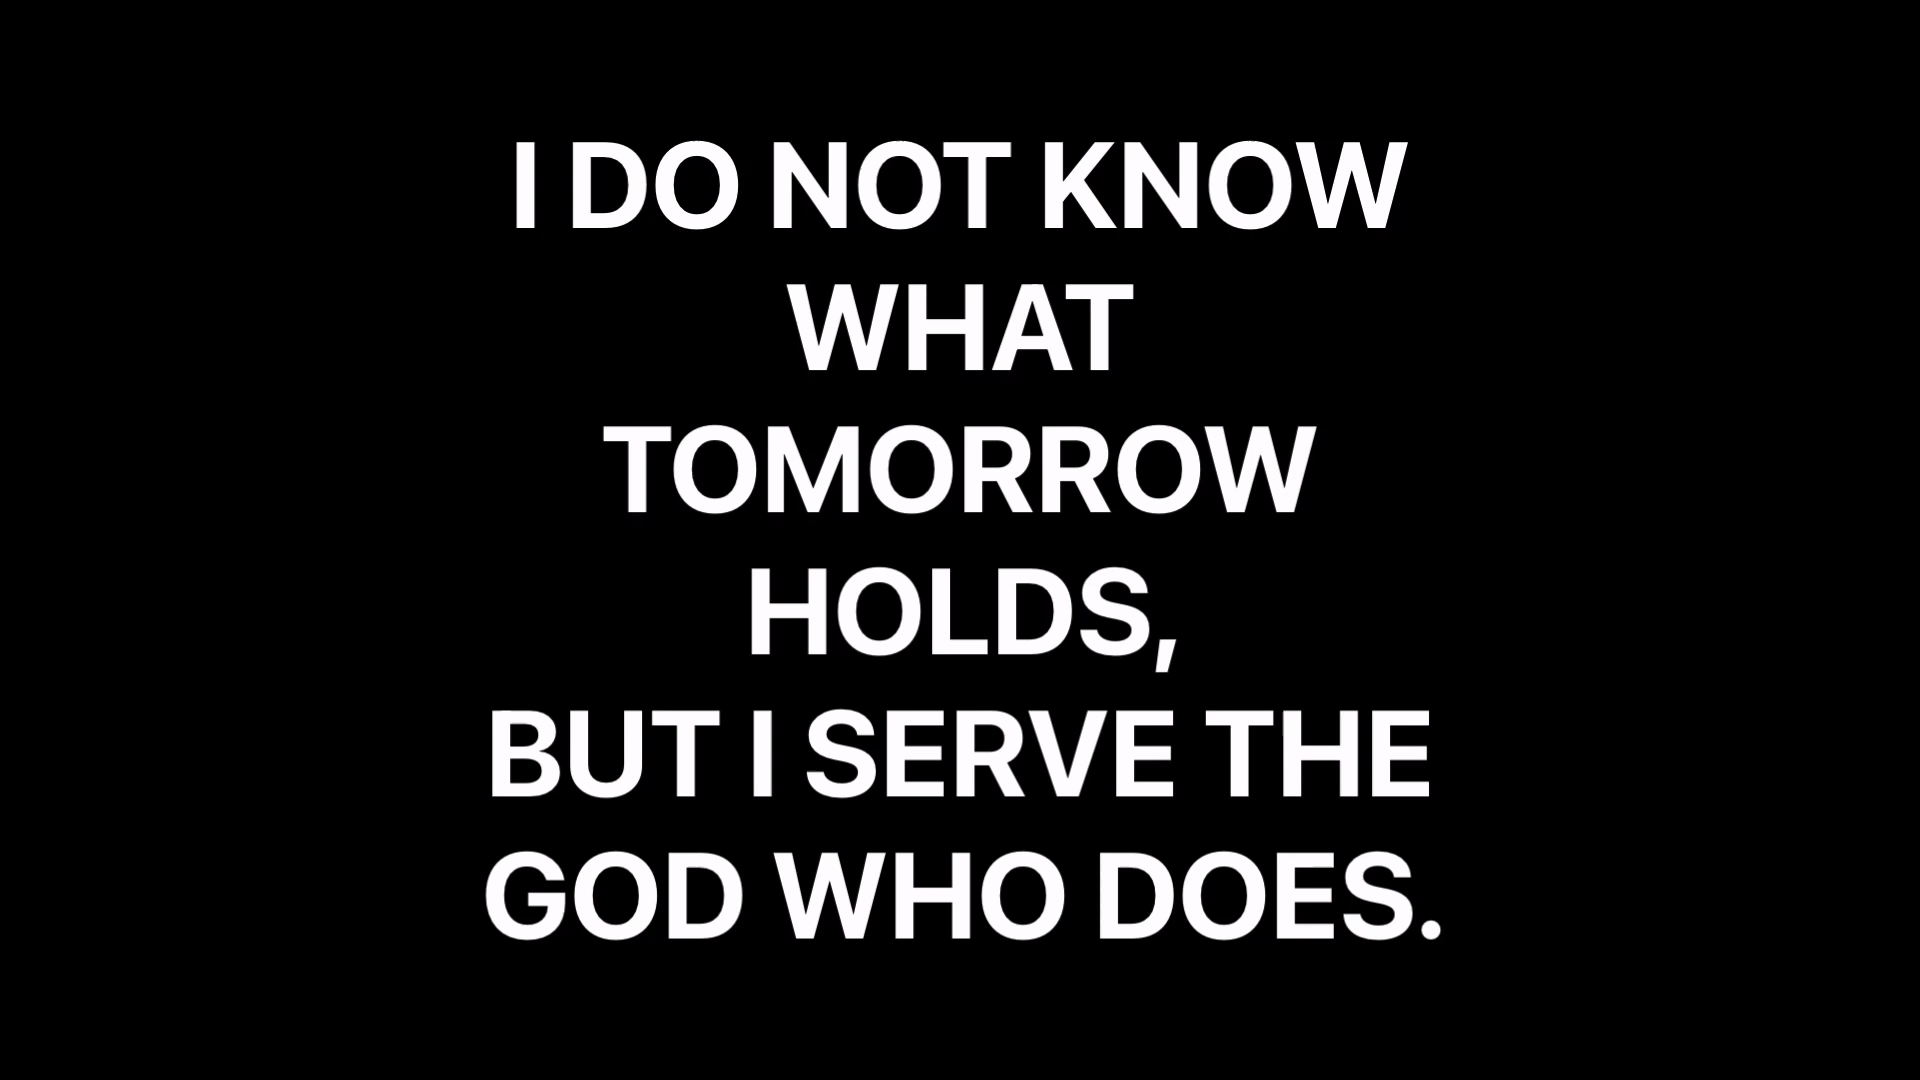 I DO NOT KNOW
WHAT
TOMORROW
HOLDS,
BUT I SERVE THE
GOD WHO DOES.